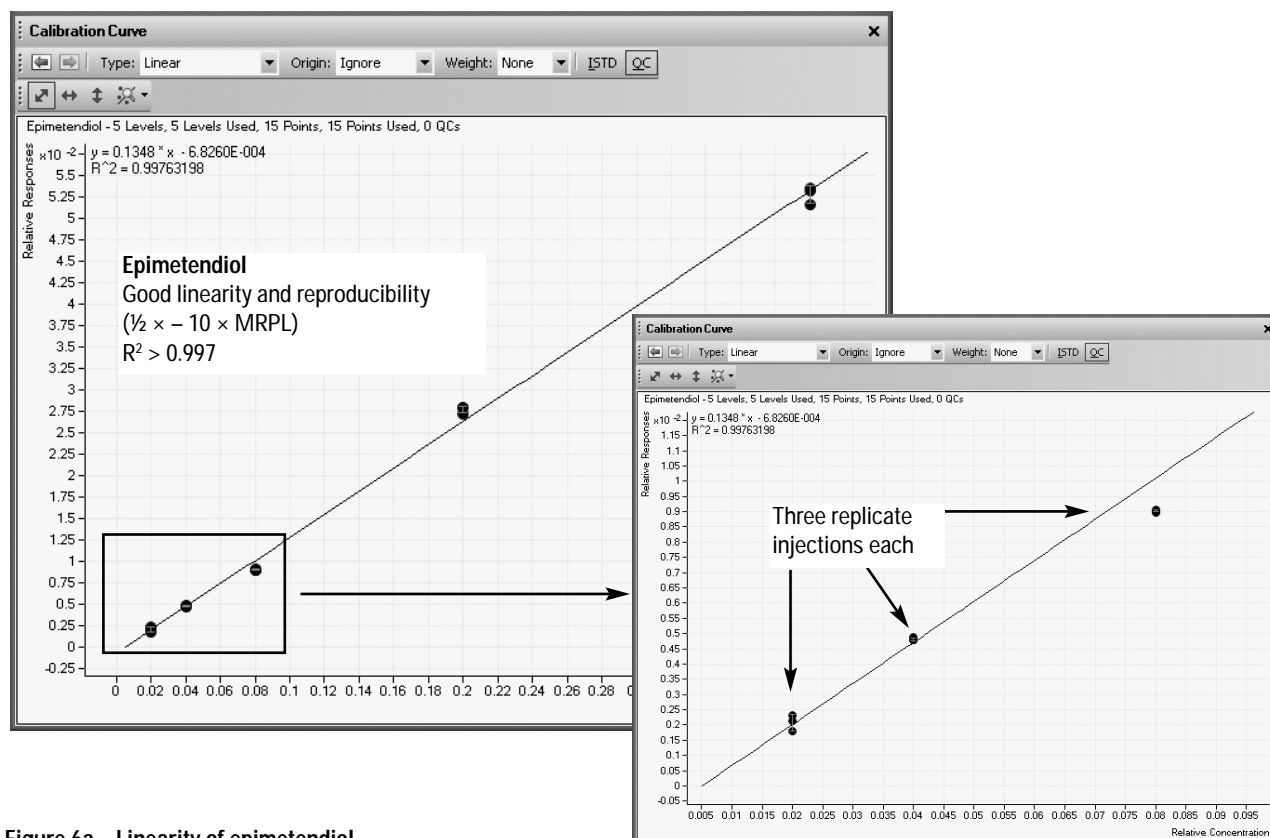 Calibration Curve
Type: Linear Origin: Ignore Weight: None ISTD QC
Epimetendiol - 5 Levels, 5 Levels Used, 15 Points, 15 Points Used, 0 QCs
Relative Responses
×10 -2
y = 0.1348 * x - 6.8260E-004
R^2 = 0.99763198
5.5
5.25
5
4.75
4.5
4.25
4
3.75
3.5
3.25
3
2.75
2.5
2.25
2
1.75
1.5
1.25
1
0.75
0.5
0.25
0
-0.25
0 0.02 0.04 0.06 0.08 0.1 0.12 0.14 0.16 0.18 0.2 0.22 0.24 0.26 0.28
Epimetendiol
Good linearity and reproducibility
(½ × – 10 × MRPL)
R² > 0.997
Calibration Curve
Type: Linear Origin: Ignore Weight: None ISTD QC
Epimetendiol - 5 Levels, 5 Levels Used, 15 Points, 15 Points Used, 0 QCs
Relative Responses
×10 -2
y = 0.1348 * x - 6.8260E-004
R^2 = 0.99763198
1.15
1.1
1.05
1
0.95
0.9
0.85
0.8
0.75
0.7
0.65
0.6
0.55
0.5
0.45
0.4
0.35
0.3
0.25
0.2
0.15
0.1
0.05
0
-0.05
Three replicate
injections each
0.005 0.01 0.015 0.02 0.025 0.03 0.035 0.04 0.045 0.05 0.055 0.06 0.065 0.07 0.075 0.08 0.085 0.09 0.095
Relative Concentration
Figure 6a. Linearity of epimetendiol